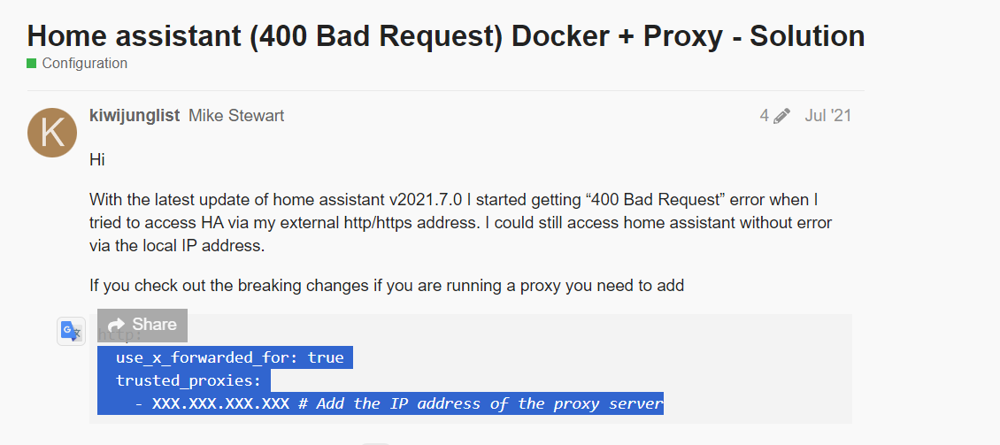 Home assistant (400 Bad Request) Docker + Proxy - Solution
Configuration
K
kiwijunglist Mike Stewart 4 Jul '21
Hi
With the latest update of home assistant v2021.7.0 I started getting “400 Bad Request” error when I
tried to access HA via my external http/https address. I could still access home assistant without error
via the local IP address.
If you check out the breaking changes if you are running a proxy you need to add
Share
http:
use_x_forwarded_for: true
trusted_proxies:
- XXX.XXX.XXX.XXX # Add the IP address of the proxy server